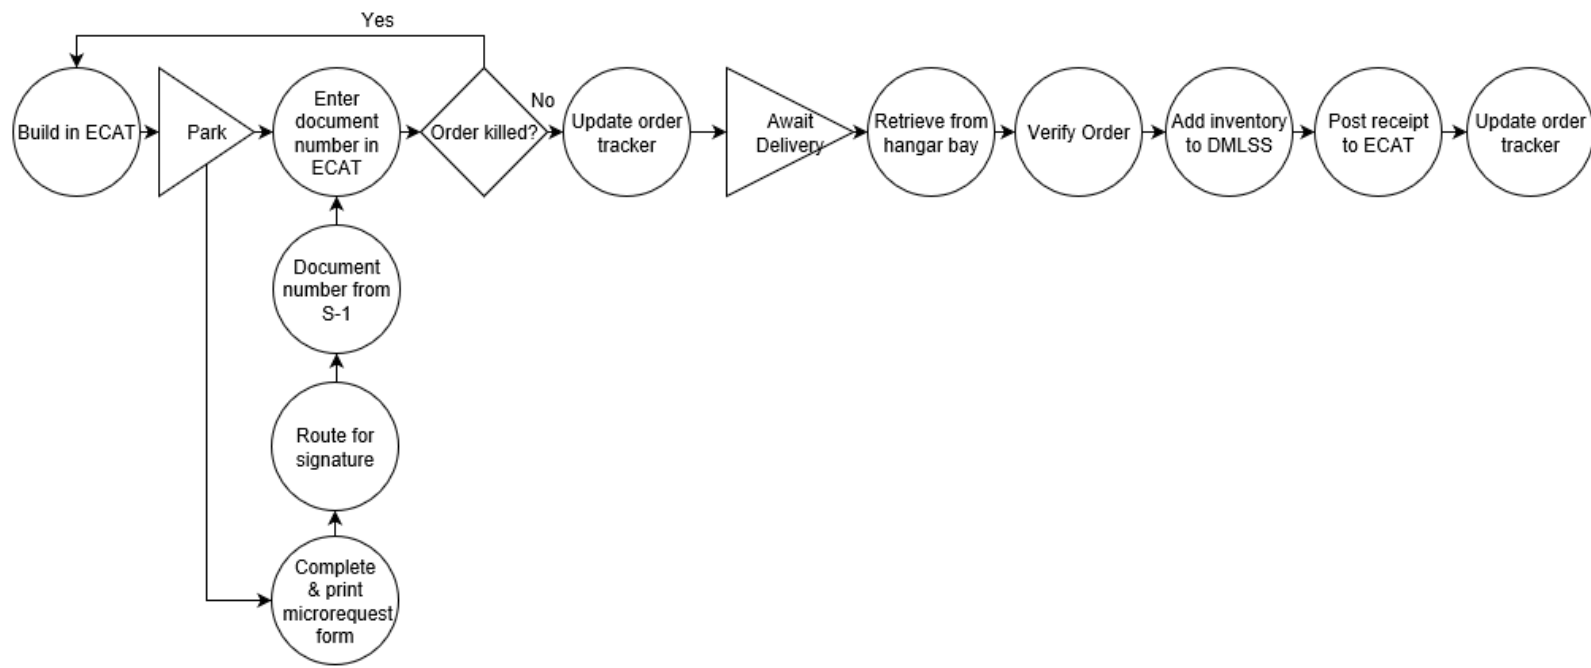 Yes
Build in ECAT
Park
Enter
document
number in
ECAT
Order killed?
No
Update order
tracker
Await
Delivery
Retrieve from
hangar bay
Verify Order
Add inventory
to DMLSS
Post receipt
to ECAT
Update order
tracker
Document
number from
S-1
Route for
signature
Complete
& print
microrequest
form